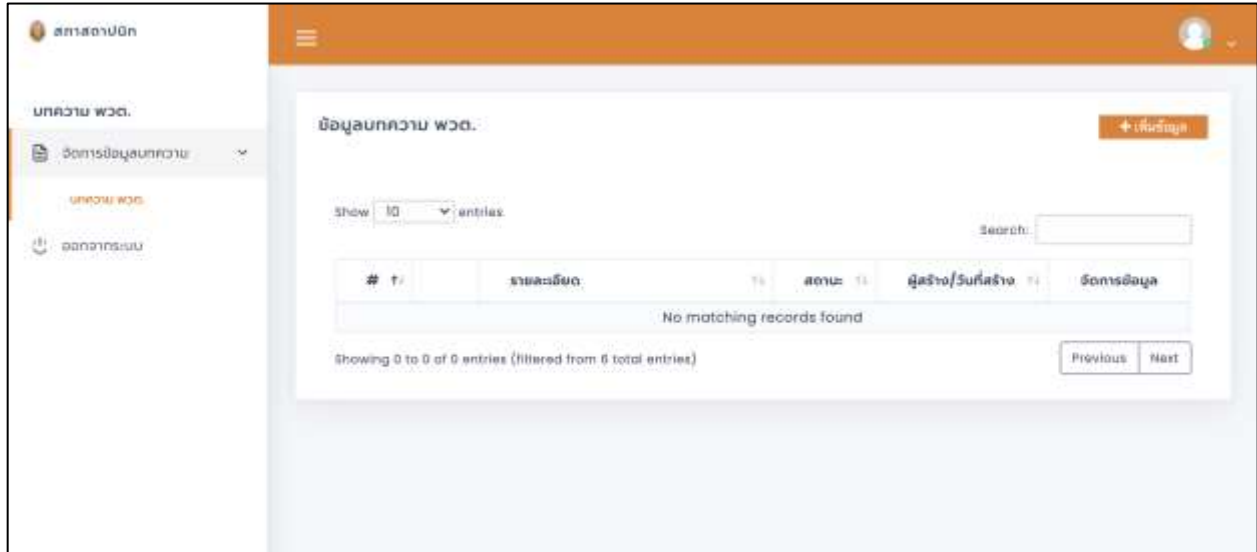 สภาสถาปนิก
บทความ พวต.
จัดการข้อมูลบทความ
บทความ พวต.
ออกจากระบบ
ข้อมูลบทความ พวต.
+ เพิ่มข้อมูล
Show 10 entries
Search:
# รายละเอียด สถานะ ผู้สร้าง/วันที่สร้าง จัดการข้อมูล
No matching records found
Showing 0 to 0 of 0 entries (filtered from 6 total entries)
Previous Next